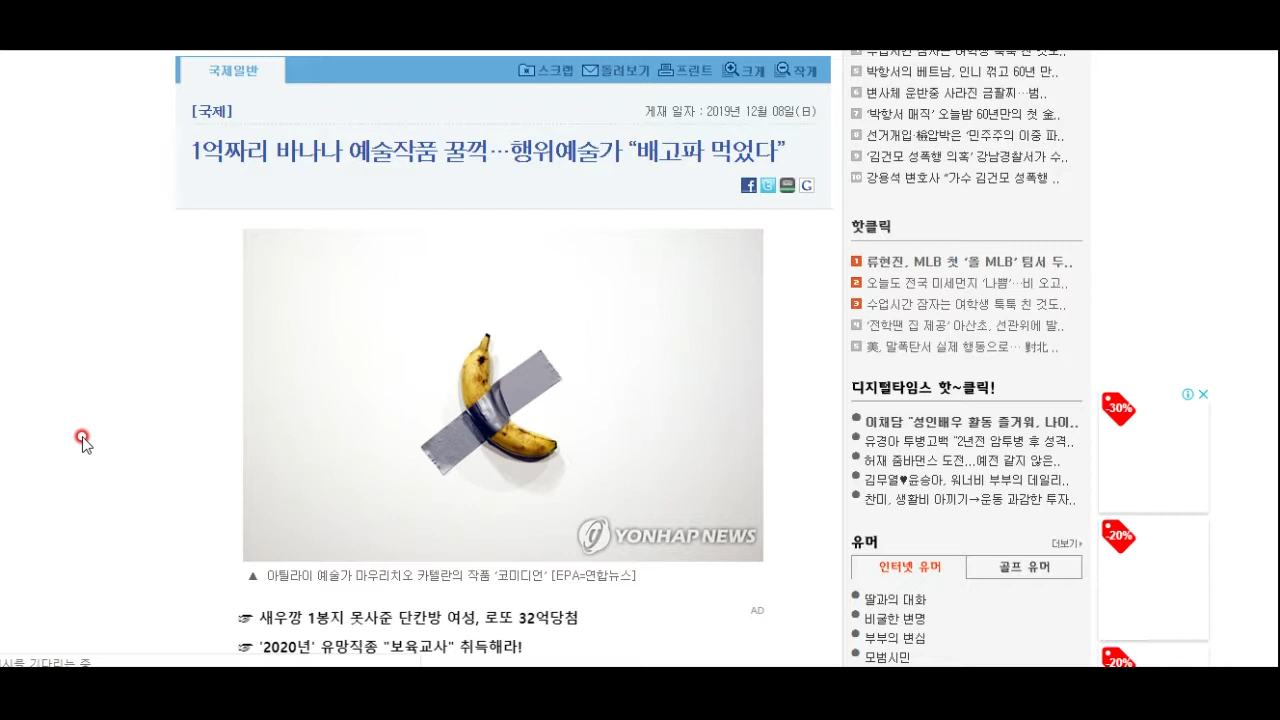 국제일반
스크랩 돌려보기 프린트 크게 작게
[국제]
게재 일자 : 2019년 12월 08일(日)
1억짜리 바나나 예술작품 꿀꺽…행위예술가 “배고파 먹었다”
YONHAP NEWS
▲ 아틸라이 예술가 마우리치오 카텔란의 작품 ‘코미디언’ [EPA=연합뉴스]
AD
☞ 새우깡 1봉지 못사준 단칸방 여성, 로또 32억당첨
☞ '2020년' 유망직종 "보육교사" 취득해라!
5 박항서의 베트남, 인니 꺾고 60년 만..
6 변사체 운반중 사라진 금팔찌…범..
7 ‘박항서 매직’ 오늘밤 60년만의 첫 金..
8 선거개입·檢압박은 ‘민주주의 이중 파..
9 ‘김건모 성폭행 의혹’ 강남경찰서가 수..
10 강용석 변호사 “가수 김건모 성폭행 ..
핫클릭
1 류현진, MLB 첫 ‘올 MLB’ 팀서 두..
2 오늘도 전국 미세먼지 ‘나쁨’…비 오고..
3 수업시간 잠자는 여학생 툭툭 친 것도..
4 ‘전학땐 집 제공’ 아산초, 선관위에 발..
5 美, 말폭탄서 실제 행동으로… 對北 ..
디지털타임스 핫~클릭!
이채담 "성인배우 활동 즐거워, 나이..
유경아 투병고백 "2년전 암투병 후 성격..
허재 줌바댄스 도전...예전 같지 않은..
김무열♥윤승아, 워너비 부부의 데일리..
찬미, 생활비 아끼기→운동 과감한 투자..
유머
더보기
인터넷 유머
골프 유머
딸과의 대화
비굴한 변명
부부의 변심
모범시민
-30%
-20%
-20%